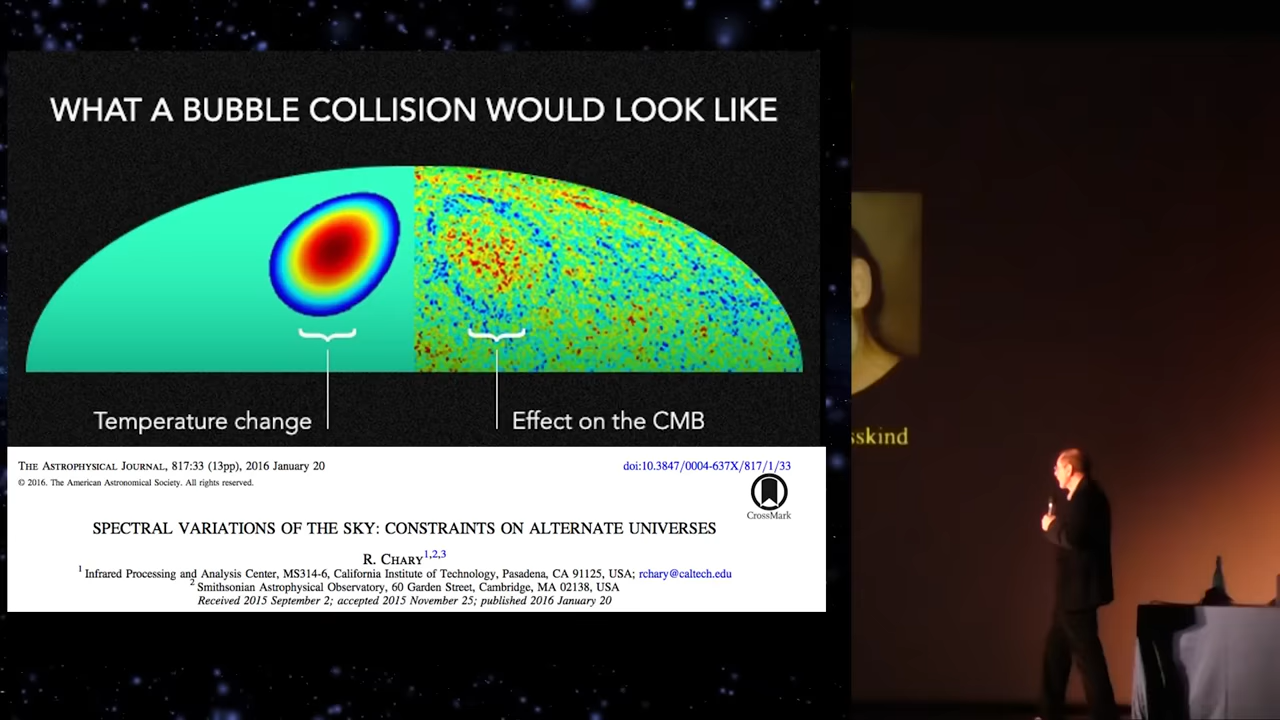 WHAT A BUBBLE COLLISION WOULD LOOK LIKE
Temperature change
Effect on the CMB
THE ASTROPHYSICAL JOURNAL, 817:33 (13pp), 2016 January 20
doi:10.3847/0004-637X/817/1/33
© 2016. The American Astronomical Society. All rights reserved.
CrossMark
SPECTRAL VARIATIONS OF THE SKY: CONSTRAINTS ON ALTERNATE UNIVERSES
R. CHARY1,2,3
1 Infrared Processing and Analysis Center, MS314-6, California Institute of Technology, Pasadena, CA 91125, USA; rchary@caltech.edu
2 Smithsonian Astrophysical Observatory, 60 Garden Street, Cambridge, MA 02138, USA
Received 2015 September 2; accepted 2015 November 25; published 2016 January 20
sskind